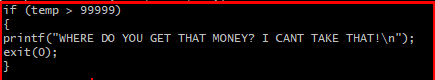 if (temp > 99999)
{
printf("WHERE DO YOU GET THAT MONEY? I CANT TAKE THAT!\n");
exit(0);
}